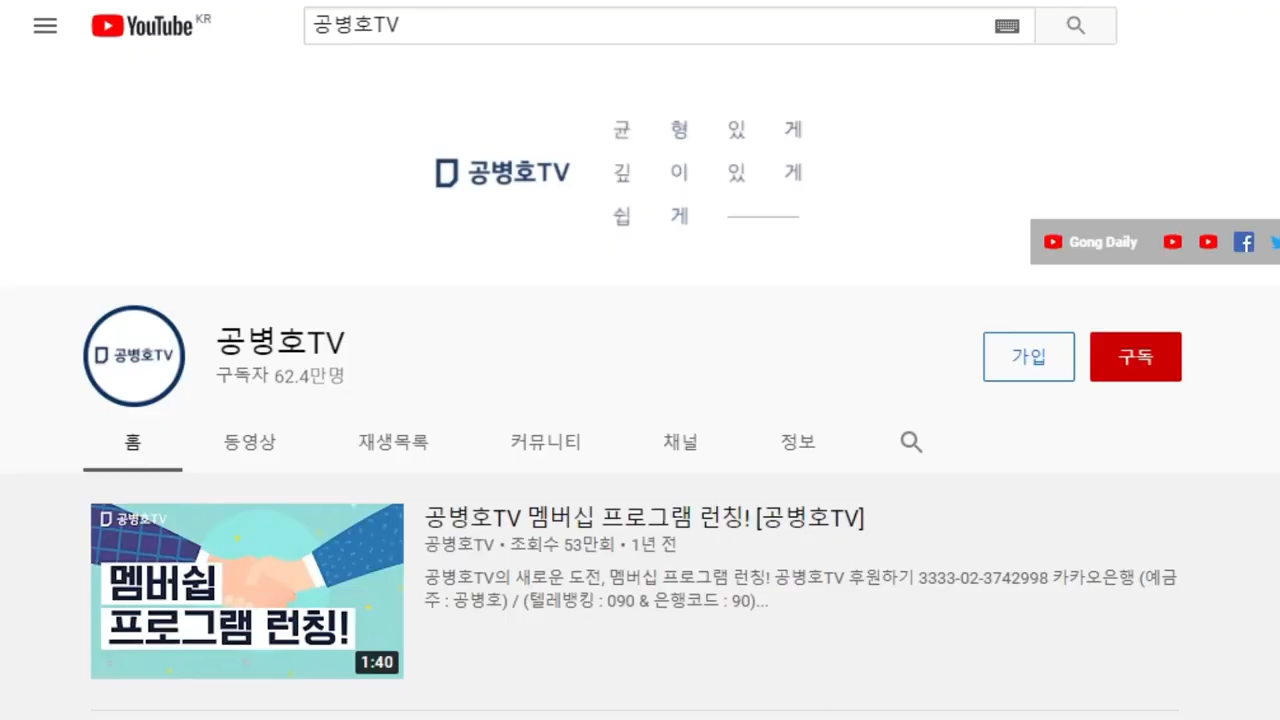 YouTube KR
공병호TV
균 형 있 게
공병호TV
깊 이 있 게
쉽 게
Gong Daily
공병호TV
공병호TV
구독자 62.4만명
가입
구독
홈
동영상
재생목록
커뮤니티
채널
정보
공병호TV
멤버쉽
프로그램 런칭!
1:40
공병호TV 멤버십 프로그램 런칭! [공병호TV]
공병호TV • 조회수 53만회 • 1년 전
공병호TV의 새로운 도전, 멤버십 프로그램 런칭! 공병호TV 후원하기 3333-02-3742998 카카오은행 (예금
주 : 공병호) / (텔레뱅킹 : 090 & 은행코드 : 90)...